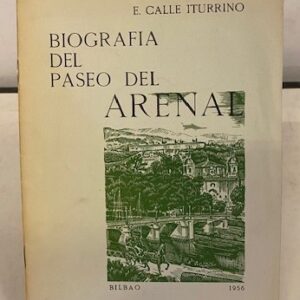 E. CALLE ITURRINO
BIOGRAFIA
DEL
PASEO DEL
ARENAL
BILBAO 1956